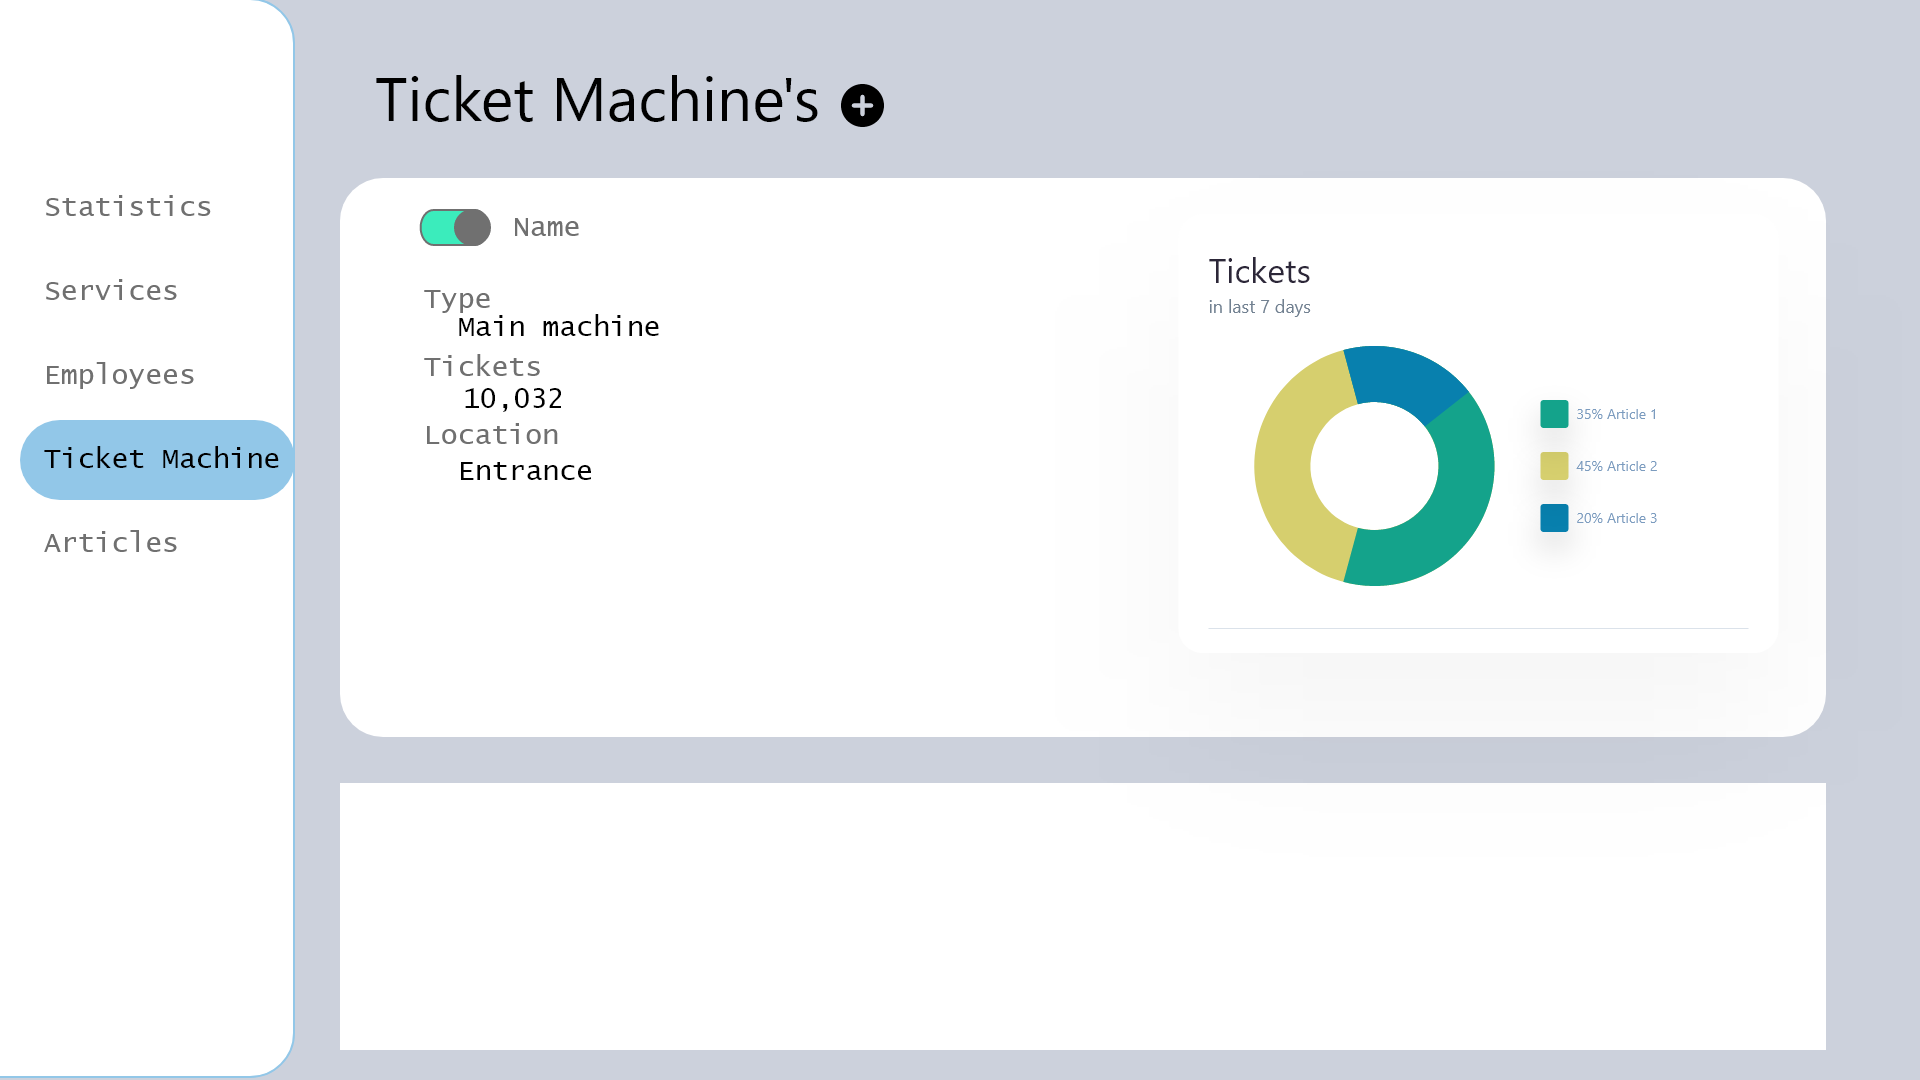 Statistics
Services
Employees
Ticket Machine
Articles
Ticket Machine's
Name
Type
Main machine
Tickets
10,032
Location
Entrance
Tickets
in last 7 days
35% Article 1
45% Article 2
20% Article 3